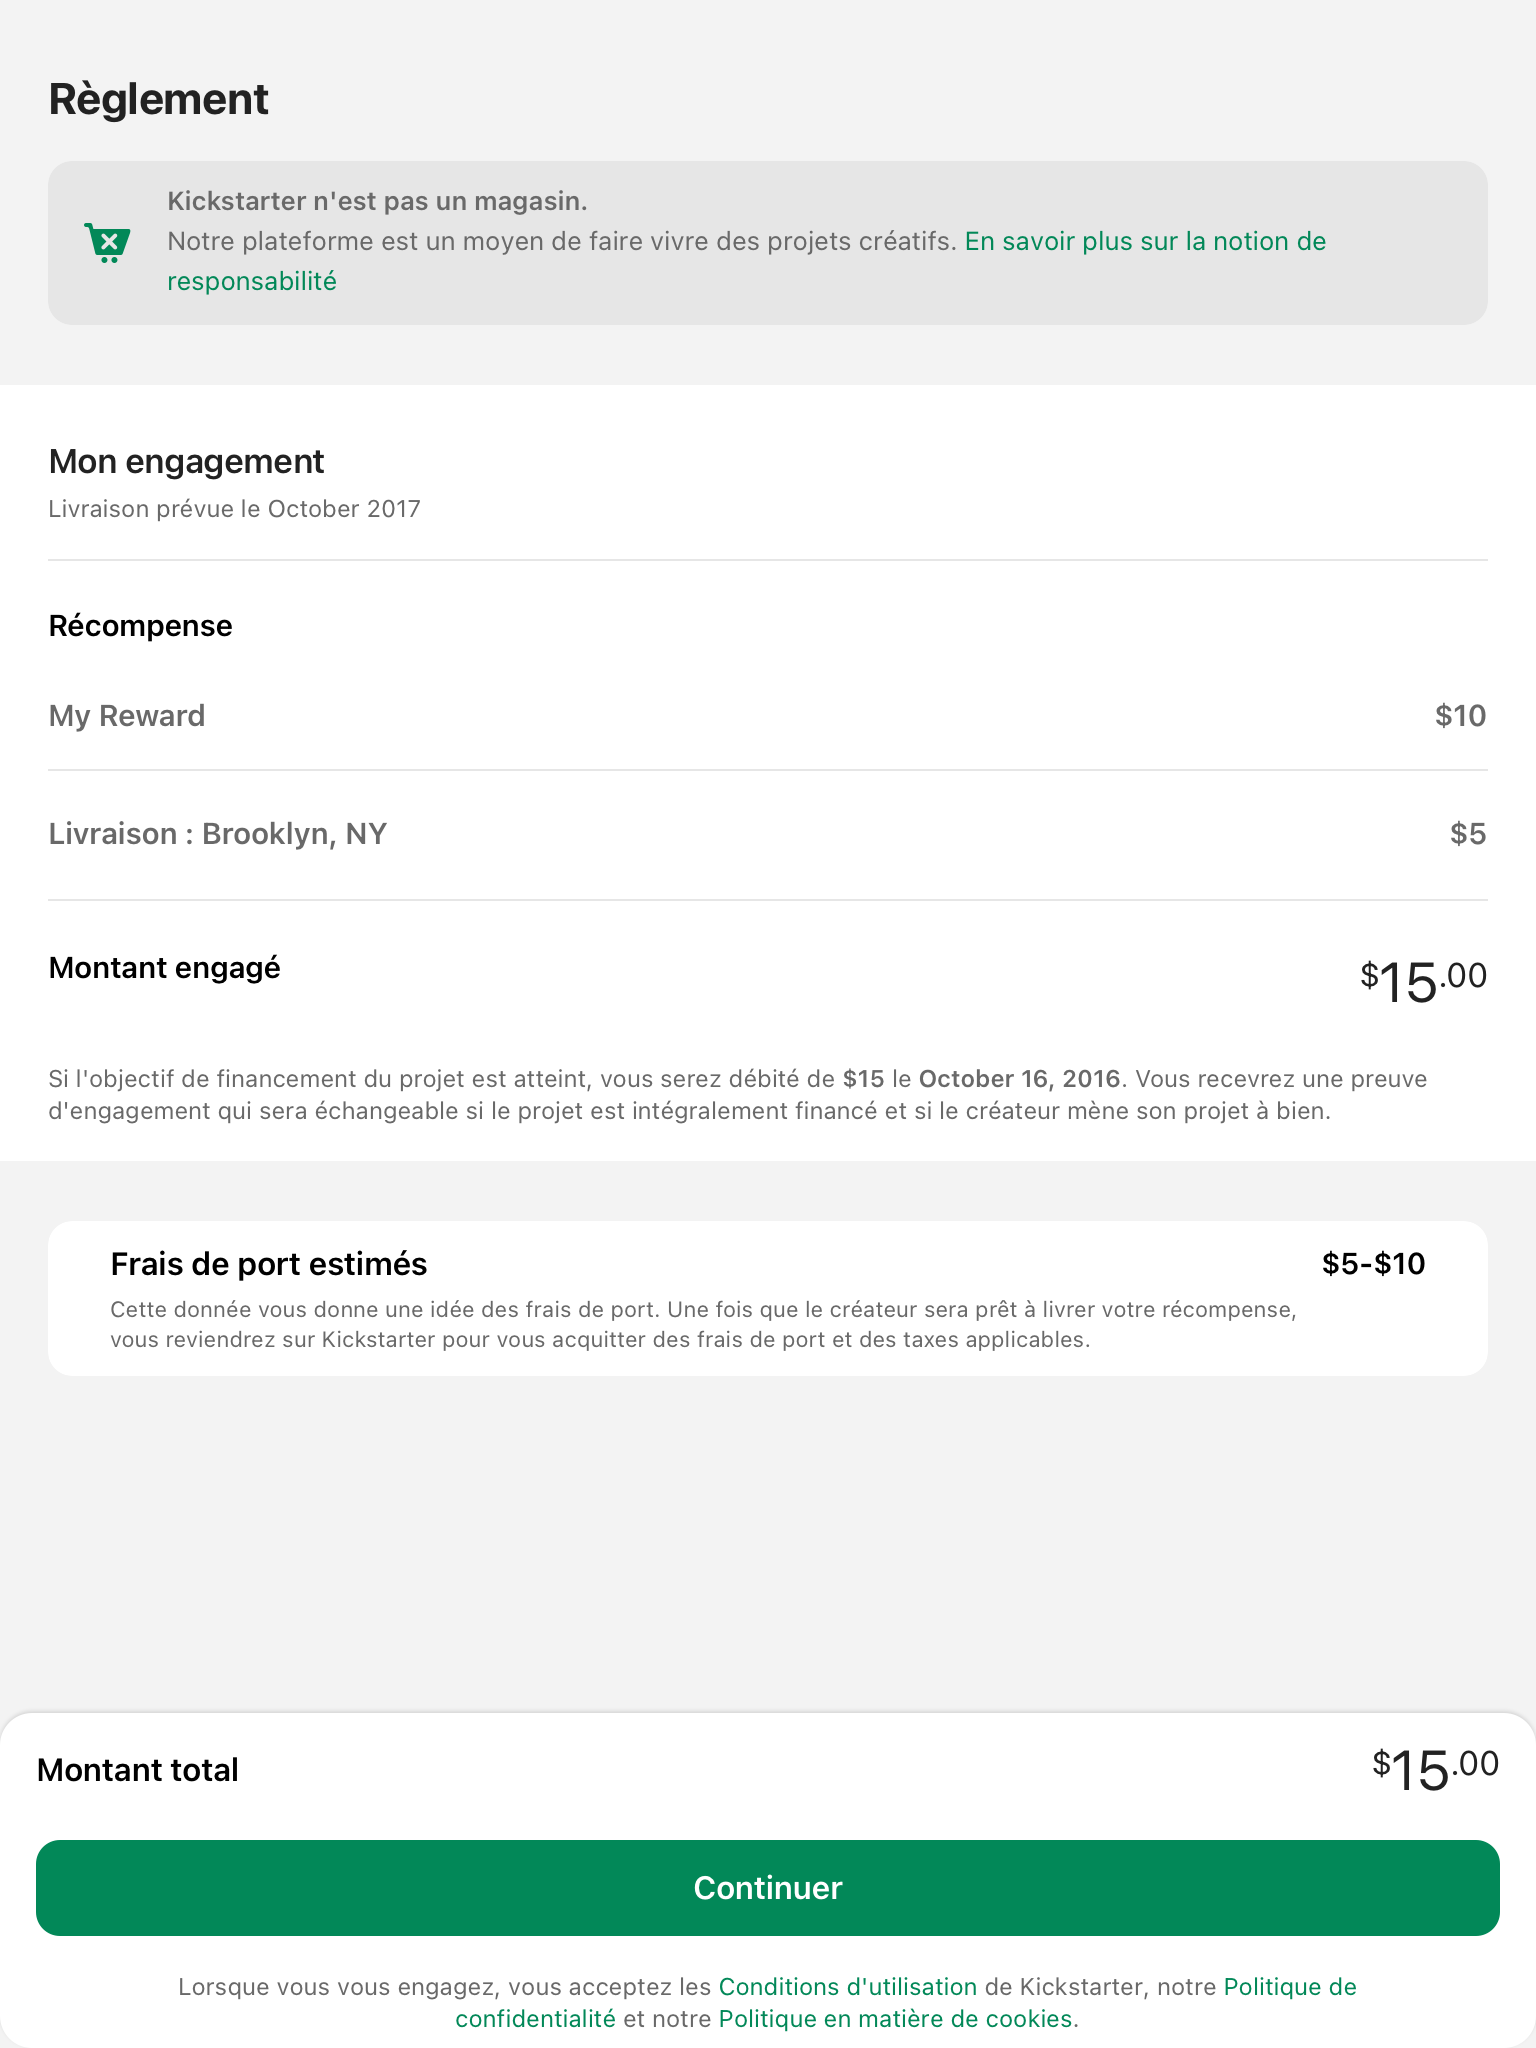 Règlement
Kickstarter n'est pas un magasin.
Notre plateforme est un moyen de faire vivre des projets créatifs. En savoir plus sur la notion de
responsabilité
Mon engagement
Livraison prévue le October 2017
Récompense
My Reward $10
Livraison : Brooklyn, NY $5
Montant engagé $15.00
Si l'objectif de financement du projet est atteint, vous serez débité de $15 le October 16, 2016. Vous recevrez une preuve
d'engagement qui sera échangeable si le projet est intégralement financé et si le créateur mène son projet à bien.
Frais de port estimés $5-$10
Cette donnée vous donne une idée des frais de port. Une fois que le créateur sera prêt à livrer votre récompense,
vous reviendrez sur Kickstarter pour vous acquitter des frais de port et des taxes applicables.
Montant total $15.00
Continuer
Lorsque vous vous engagez, vous acceptez les Conditions d'utilisation de Kickstarter, notre Politique de
confidentialité et notre Politique en matière de cookies.